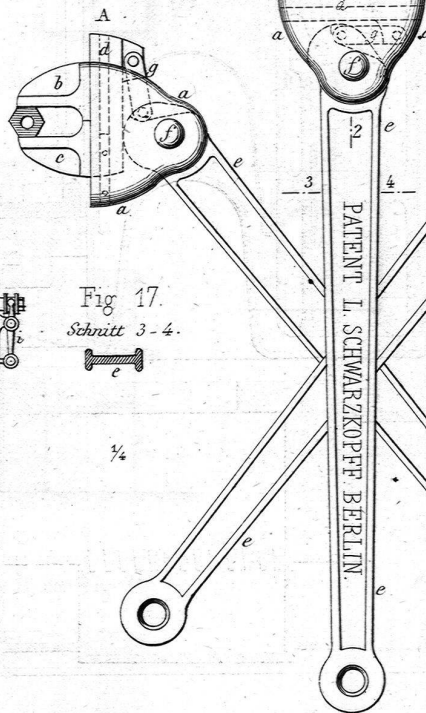 A
d
b
g
a
f
c
e
a
d
a
g
f
e
2
3
4
PATENT L. SCHWARZKOPFF BERLIN.
Fig 17.
Schnitt 3-4.
i
e
¼
e
e